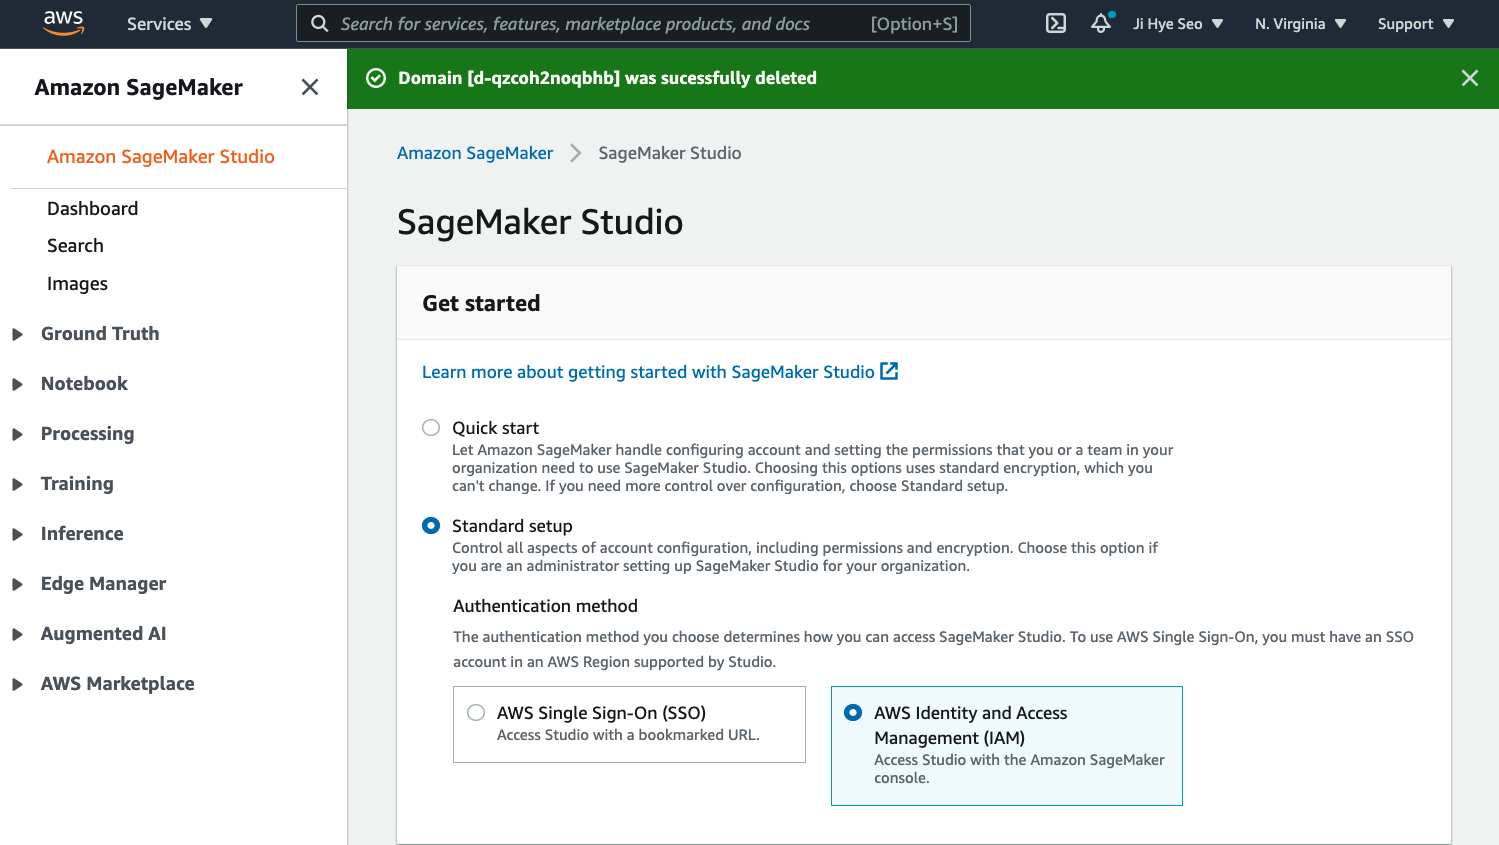 aws
Services
Search for services, features, marketplace products, and docs
[Option+S]
Ji Hye Seo
N. Virginia
Support
Amazon SageMaker
Amazon SageMaker Studio
Dashboard
Search
Images
Ground Truth
Notebook
Processing
Training
Inference
Edge Manager
Augmented AI
AWS Marketplace
Domain [d-qzcoh2noqbhb] was sucessfully deleted
Amazon SageMaker
SageMaker Studio
SageMaker Studio
Get started
Learn more about getting started with SageMaker Studio
Quick start
Let Amazon SageMaker handle configuring account and setting the permissions that you or a team in your
organization need to use SageMaker Studio. Choosing this options uses standard encryption, which you
can't change. If you need more control over configuration, choose Standard setup.
Standard setup
Control all aspects of account configuration, including permissions and encryption. Choose this option if
you are an administrator setting up SageMaker Studio for your organization.
Authentication method
The authentication method you choose determines how you can access SageMaker Studio. To use AWS Single Sign-On, you must have an SSO
account in an AWS Region supported by Studio.
AWS Single Sign-On (SSO)
Access Studio with a bookmarked URL.
AWS Identity and Access
Management (IAM)
Access Studio with the Amazon SageMaker
console.